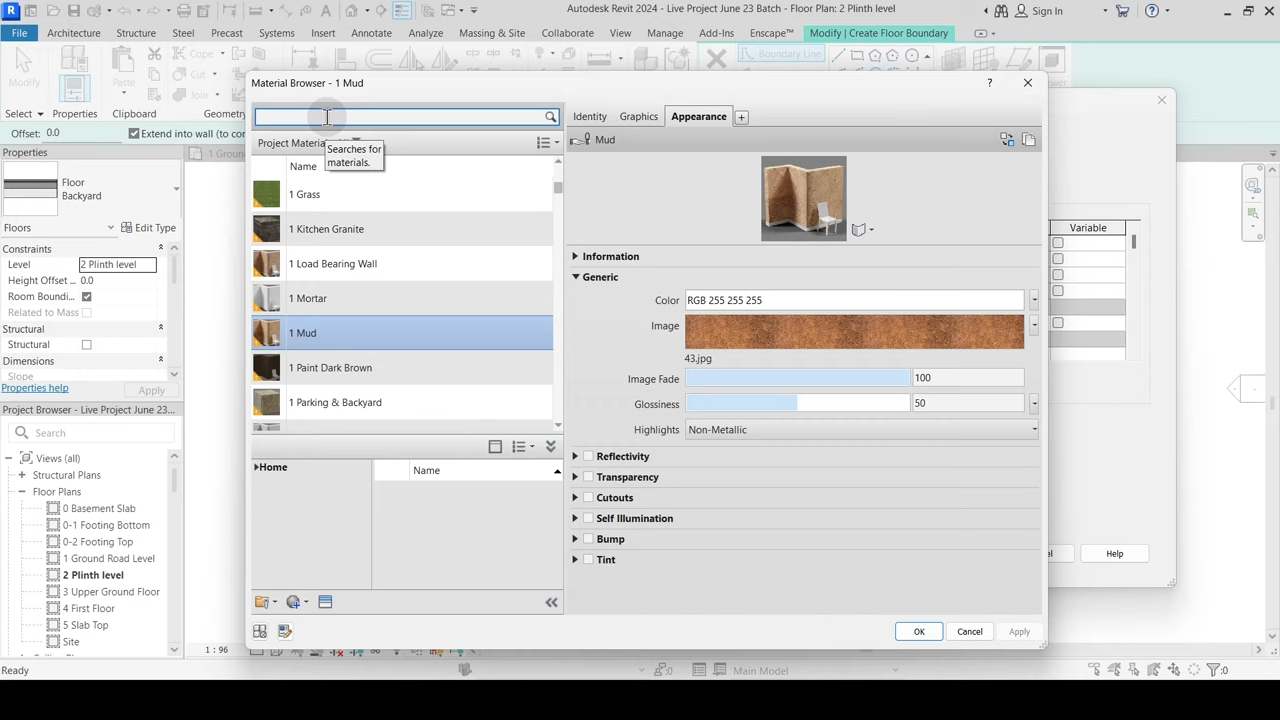 Autodesk Revit 2024 - Live Project June 23 Batch - Floor Plan: 2 Plinth level
Sign In
File
Architecture
Structure
Steel
Precast
Systems
Insert
Annotate
Analyze
Massing & Site
Collaborate
View
Manage
Add-Ins
Enscape™
Modify | Create Floor Boundary
Modify
Paste
Cope
Cut
Join
Boundary Line
Select
Properties
Clipboard
Geometry
Offset: 0.0
Extend into wall (to cor
Properties
Floor
Backyard
Floors
Edit Type
Constraints
Level
2 Plinth level
Height Offset ...
0.0
Room Boundi...
Related to Mass
Structural
Structural
Dimensions
Slope
Properties help
Apply
Project Browser - Live Project June 23...
Search
Views (all)
Structural Plans
Floor Plans
0 Basement Slab
0-1 Footing Bottom
0-2 Footing Top
1 Ground Road Level
2 Plinth level
3 Upper Ground Floor
4 First Floor
5 Slab Top
Site
Ready
Material Browser - 1 Mud
Searches for
materials.
Name
1 Grass
1 Kitchen Granite
1 Load Bearing Wall
1 Mortar
1 Mud
1 Paint Dark Brown
1 Parking & Backyard
Home
Name
Identity
Graphics
Appearance
Mud
Information
Generic
Color
RGB 255 255 255
Image
43.jpg
Image Fade
100
Glossiness
50
Highlights
Non-Metallic
Reflectivity
Transparency
Cutouts
Self Illumination
Bump
Tint
OK
Cancel
Apply
Variable
Help
1 : 96
:0
Main Model
:0